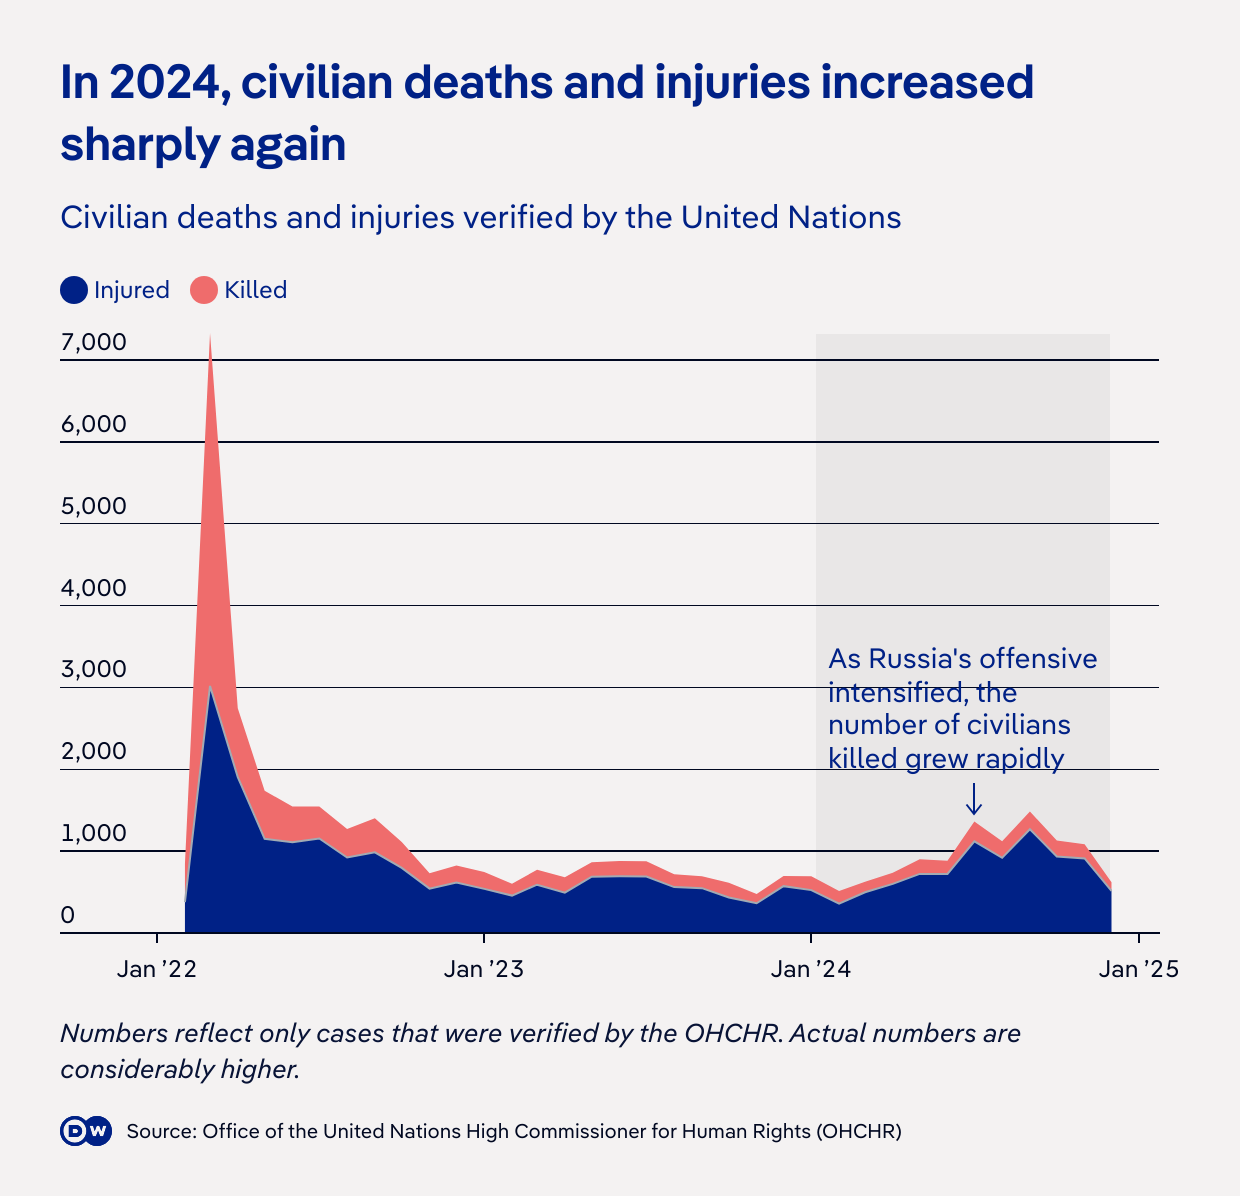 In 2024, civilian deaths and injuries increased
sharply again
Civilian deaths and injuries verified by the United Nations
Injured Killed
7,000
6,000
5,000
4,000
3,000
2,000
1,000
0
As Russia's offensive
intensified, the
number of civilians
killed grew rapidly
Jan ’22 Jan ’23 Jan ’24 Jan ’25
Numbers reflect only cases that were verified by the OHCHR. Actual numbers are
considerably higher.
DW Source: Office of the United Nations High Commissioner for Human Rights (OHCHR)